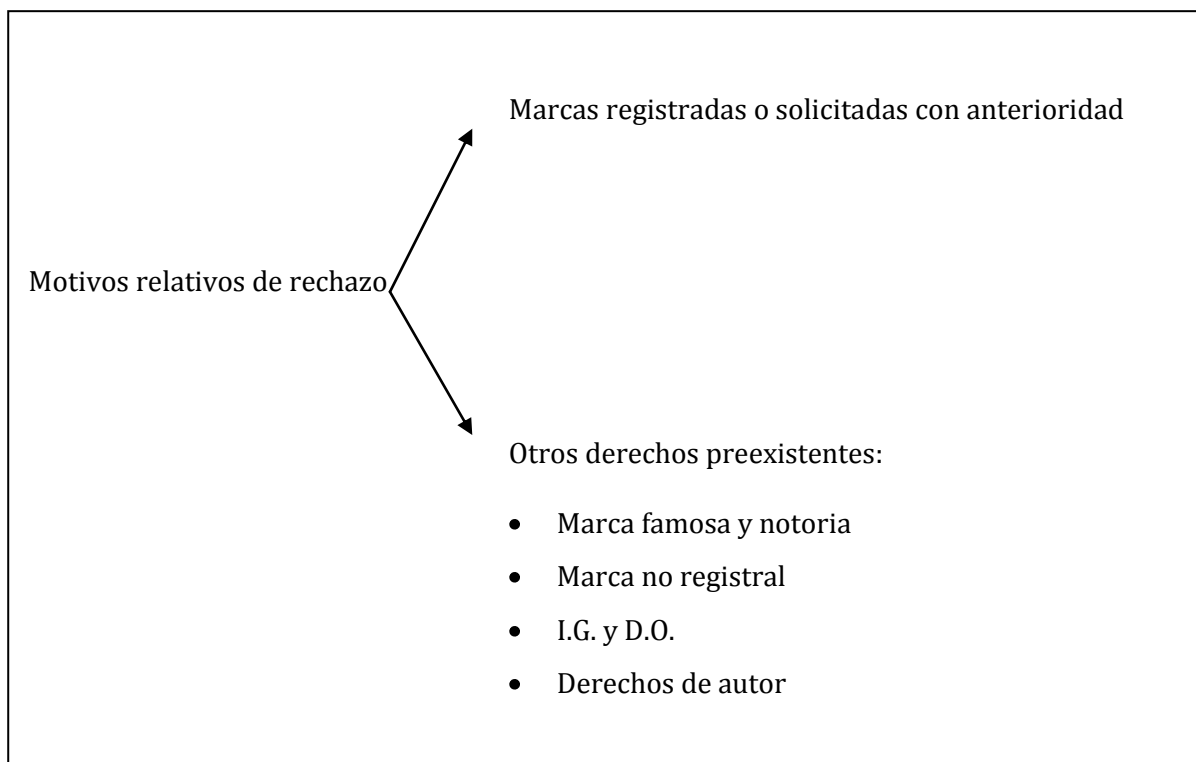 Marcas registradas o solicitadas con anterioridad
Motivos relativos de rechazo
Otros derechos preexistentes:
• Marca famosa y notoria
• Marca no registral
• I.G. y D.O.
• Derechos de autor